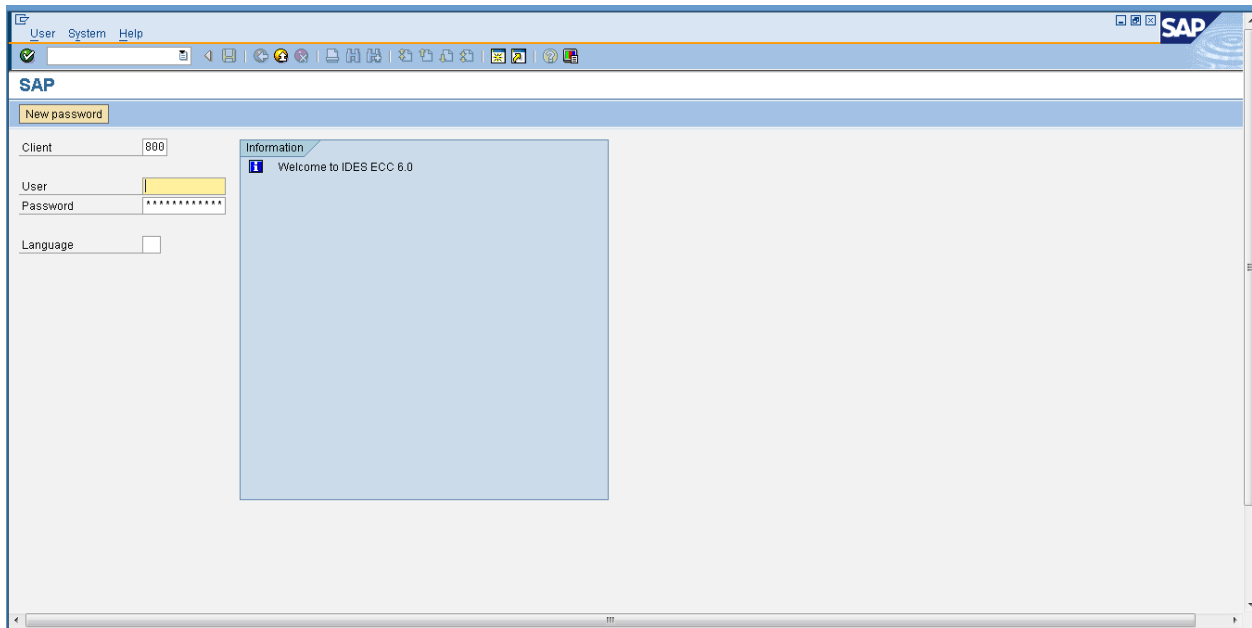 User System Help
SAP
SAP
New password
Client 800
Information
Welcome to IDES ECC 6.0
User
Password ************
Language